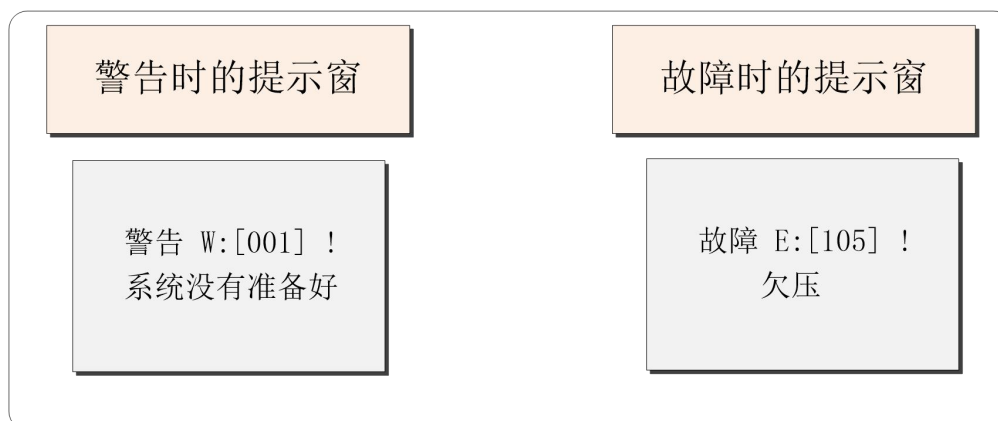 警告时的提示窗
故障时的提示窗
警告 W:[001] !
系统没有准备好
故障 E:[105] !
欠压